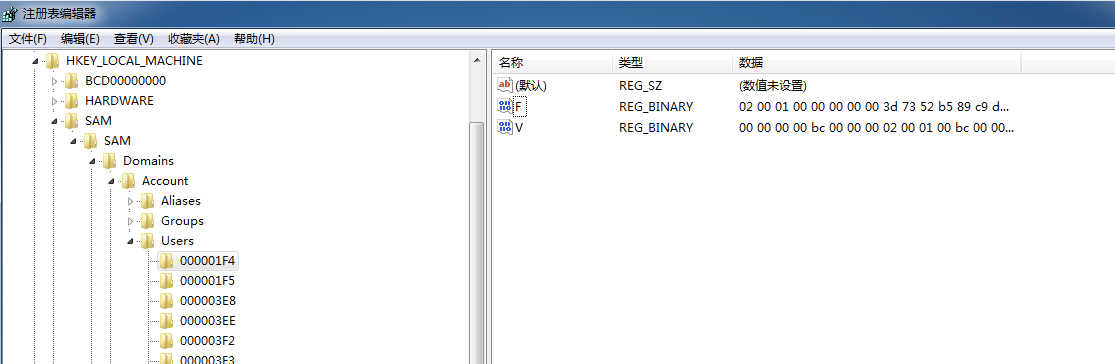 注册表编辑器
文件(F) 编辑(E) 查看(V) 收藏夹(A) 帮助(H)
HKEY_LOCAL_MACHINE
BCD00000000
HARDWARE
SAM
SAM
Domains
Account
Aliases
Groups
Users
000001F4
000001F5
000003E8
000003EE
000003F2
000003F3
名称 类型 数据
(默认) REG_SZ (数值未设置)
F REG_BINARY 02 00 01 00 00 00 00 00 3d 73 52 b5 89 c9 d...
V REG_BINARY 00 00 00 00 bc 00 00 00 02 00 01 00 bc 00 00...